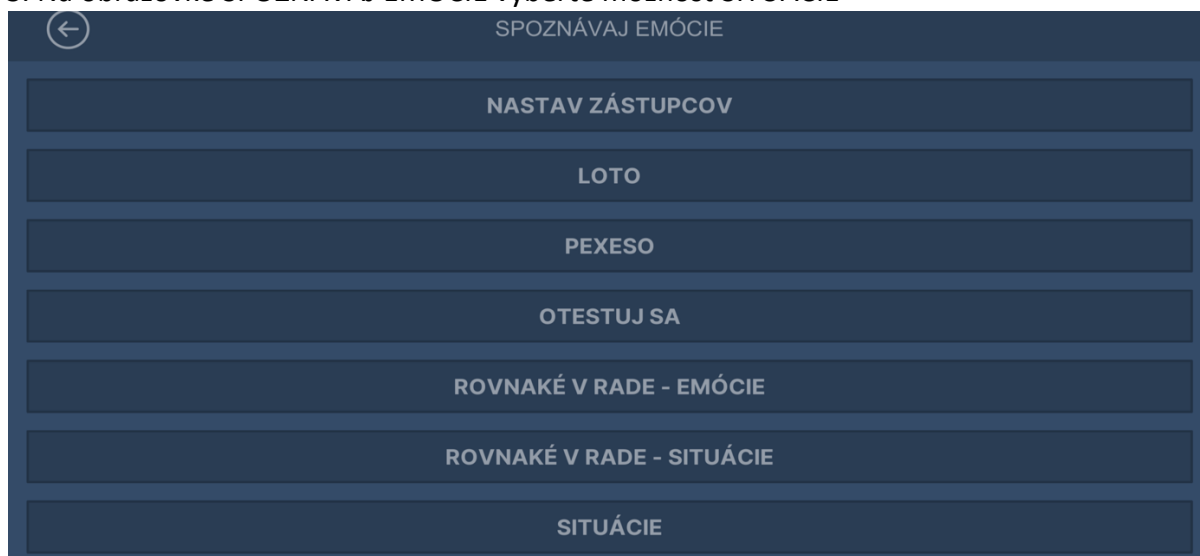 SPOZNÁVAJ EMÓCIE
NASTAV ZÁSTUPCOV
LOTO
PEXESO
OTESTUJ SA
ROVNAKÉ V RADE - EMÓCIE
ROVNAKÉ V RADE - SITUÁCIE
SITUÁCIE